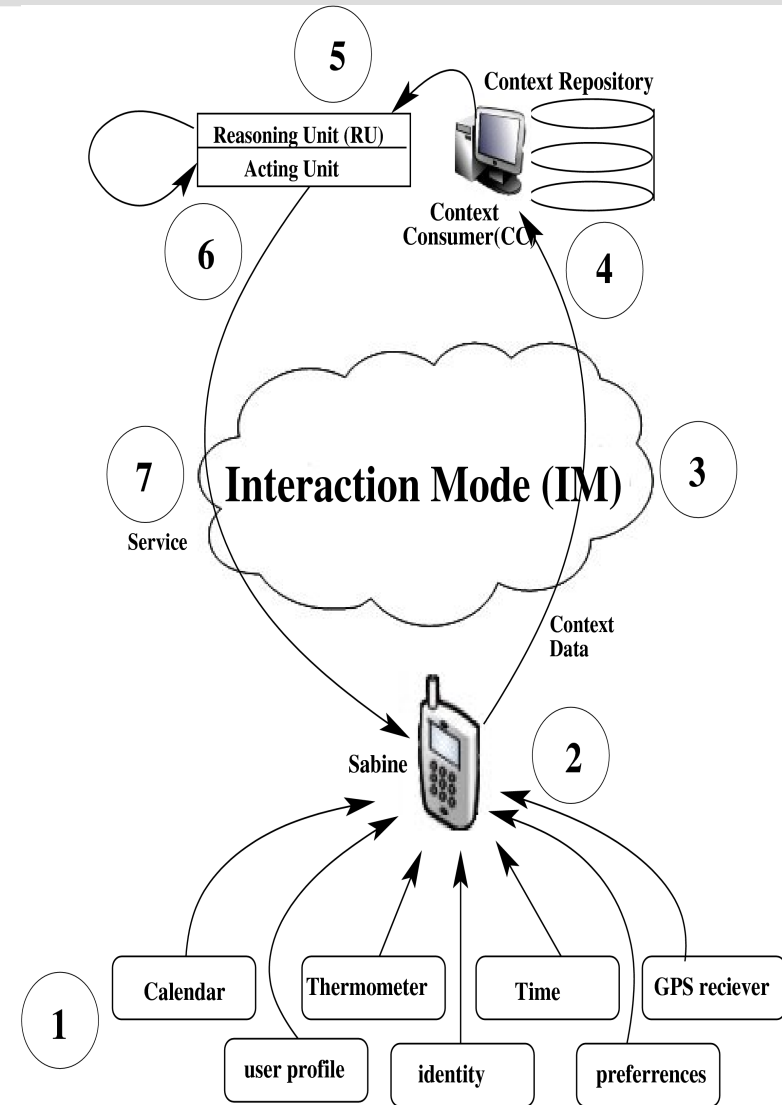 5
Context Repository
Reasoning Unit (RU)
Acting Unit
Context
Consumer(CC)
6
4
Interaction Mode (IM)
3
7
Service
Context
Data
Sabine
2
Calendar
Thermometer
Time
GPS reciever
1
user profile
identity
preferrences